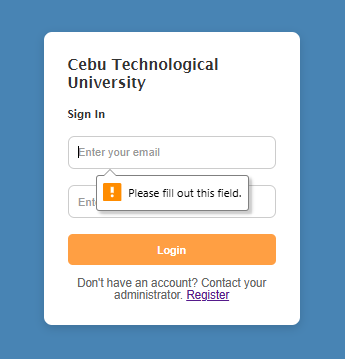 Cebu Technological
University
Sign In
Enter your email
Please fill out this field.
Ente
Login
Don't have an account? Contact your
administrator. Register